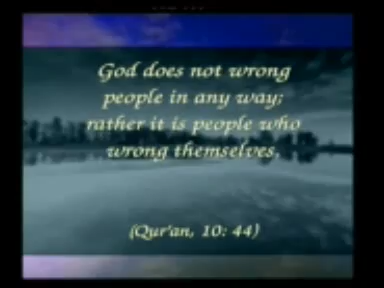 God does not wrong
people in any way;
rather it is people who
wrong themselves.
(Qur'an, 10: 44)